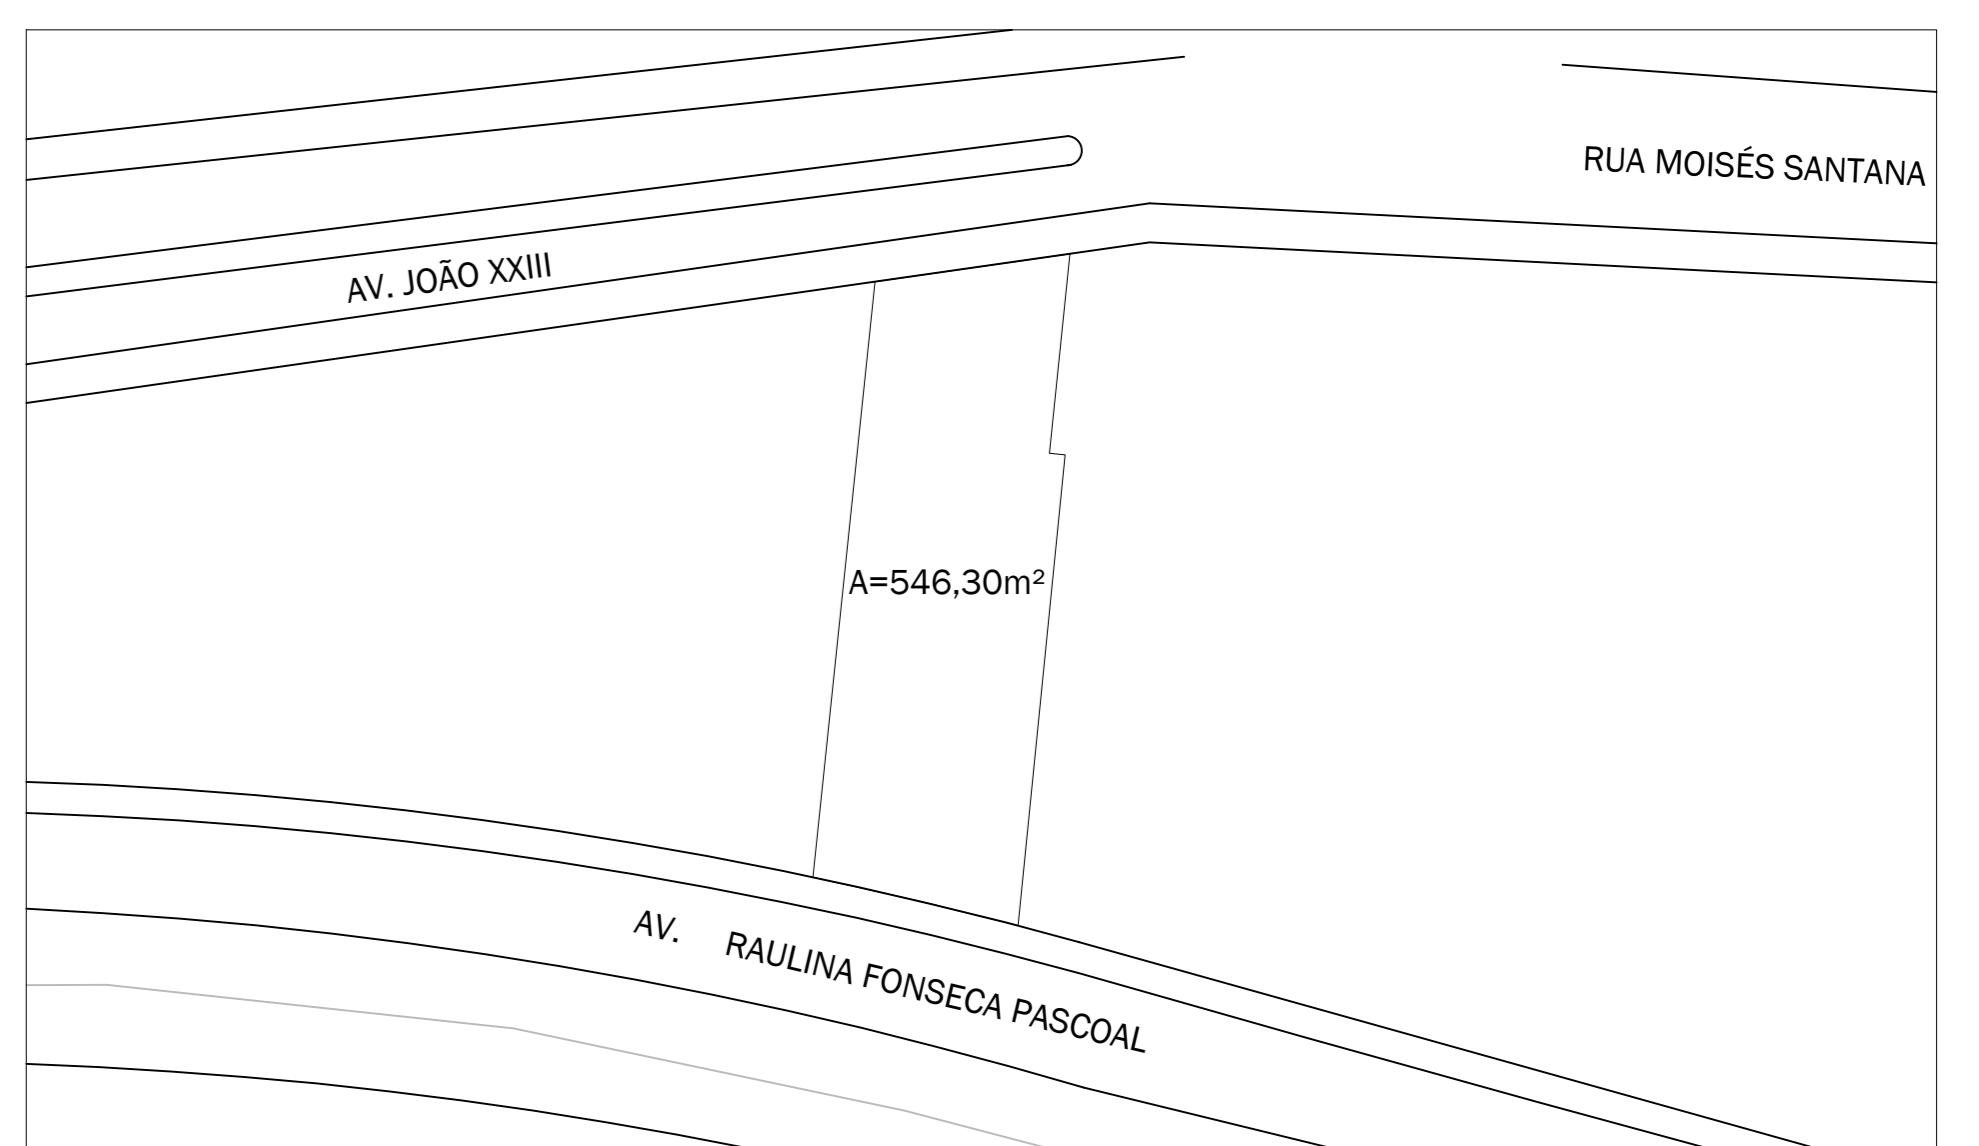 RUA MOISÉS SANTANA
AV. JOÃO XXIII
A=546,30m²
AV. RAULINA FONSECA PASCOAL